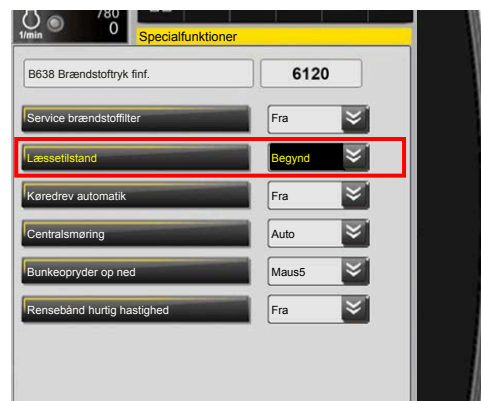 780
1/min 0
Specialfunktioner
B638 Brændstoftryk finf. 6120
Service brændstoffilter Fra
Læssetilstand Begynd
Køredrev automatik Fra
Centralsmøring Auto
Bunkeopryder op ned Maus5
Rensebånd hurtig hastighed Fra